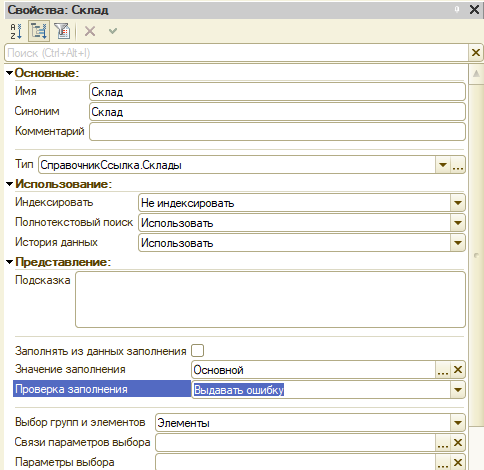 Свойства: Склад
Поиск (Ctrl+Alt+I)
Основные:
Имя Склад
Синоним Склад
Комментарий
Тип СправочникСсылка.Склады
Использование:
Индексировать Не индексировать
Полнотекстовый поиск Использовать
История данных Использовать
Представление:
Подсказка
Заполнять из данных заполнения
Значение заполнения Основной
Проверка заполнения Выдавать ошибку
Выбор групп и элементов Элементы
Связи параметров выбора
Параметры выбора